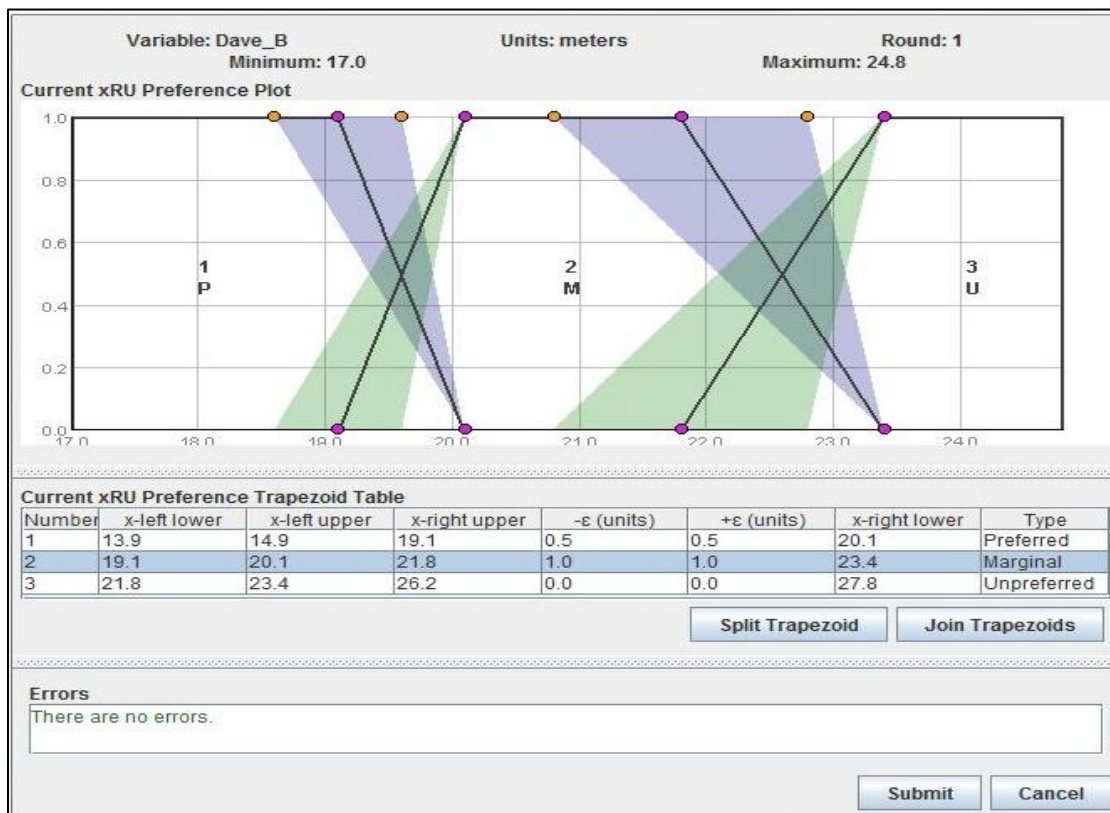 Variable: Dave_B Units: meters Round: 1
Minimum: 17.0 Maximum: 24.8
Current xRU Preference Plot
1.0
0.8
0.6
1 2 3
P M U
0.4
0.2
0.0
17.0 18.0 19.0 20.0 21.0 22.0 23.0 24.0
Current xRU Preference Trapezoid Table
Number x-left lower x-left upper x-right upper -ε (units) +ε (units) x-right lower Type
1 13.9 14.9 19.1 0.5 0.5 20.1 Preferred
2 19.1 20.1 21.8 1.0 1.0 23.4 Marginal
3 21.8 23.4 26.2 0.0 0.0 27.8 Unpreferred
Split Trapezoid Join Trapezoids
Errors
There are no errors.
Submit Cancel